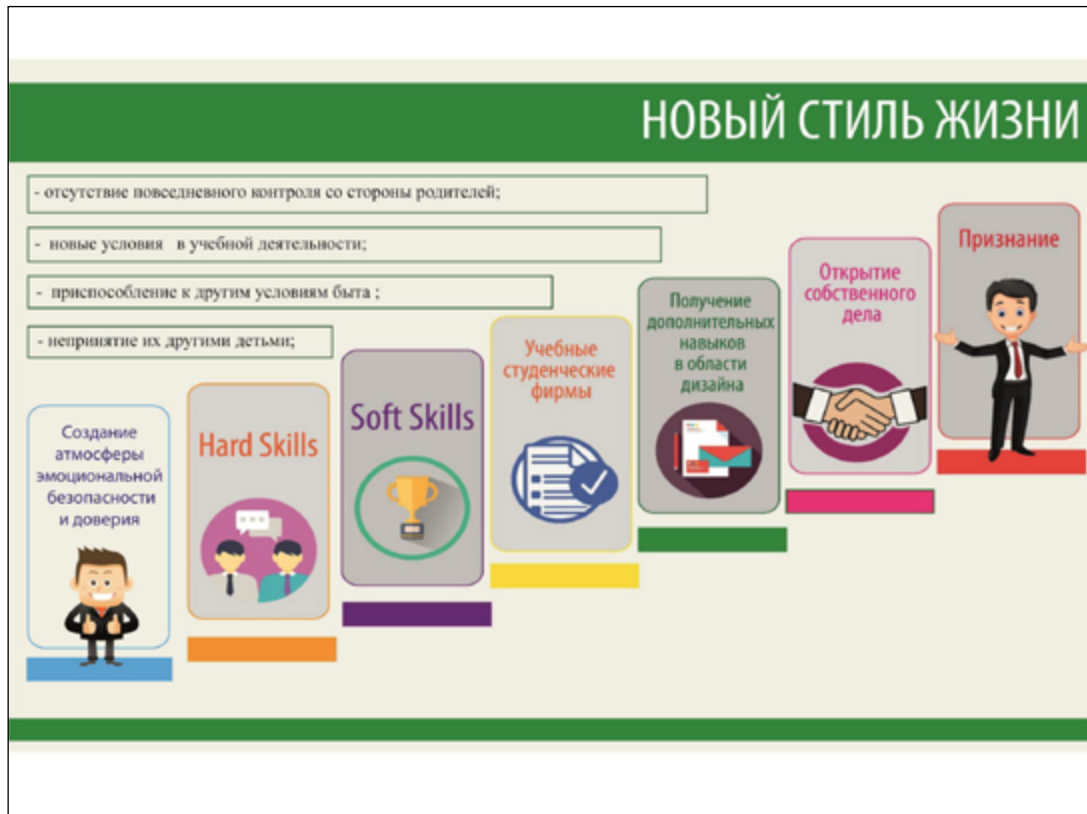 НОВЫЙ СТИЛЬ ЖИЗНИ
- отсутствие повседневного контроля со стороны родителей;
- новые условия в учебной деятельности;
- приспособление к другим условиям быта ;
- непринятие их другими детьми;
Создание
атмосферы
эмоциональной
безопасности
и доверия
Hard Skills
Soft Skills
Учебные
студенческие
фирмы
Получение
дополнительных
навыков
в области
дизайна
Открытие
собственного
дела
Признание